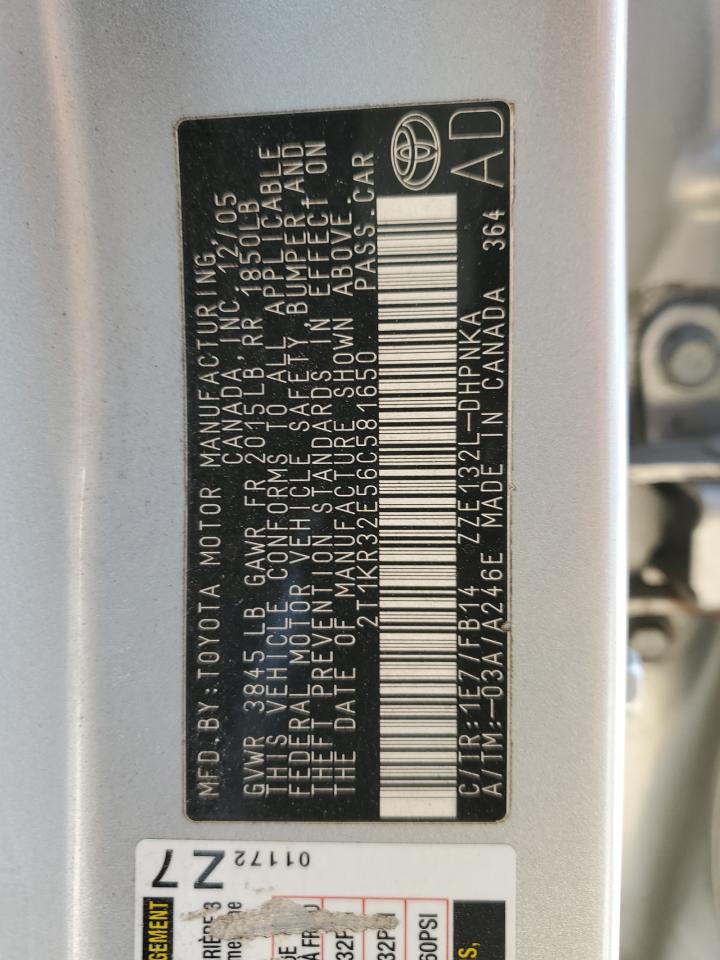 MFD.BY:TOYOTA MOTOR MANUFACTURING,
CANADA,INC. 12/05
GVWR 3845LB GAWR FR 2015LB,RR 1850LB
THIS VEHICLE CONFORMS TO ALL APPLICABLE
FEDERAL MOTOR VEHICLE SAFETY, BUMPER,AND
THEFT PREVENTION STANDARDS IN EFFECT ON
THE DATE OF MANUFACTURE SHOWN ABOVE.
2T1KR32E56C581650 PASS.CAR
C/TR:1E7/FB14 ZZE132L-DHPNKA
A/TM:-03A/A246E MADE IN CANADA 364
AD
Z7
01172
32P
32P
60PSI